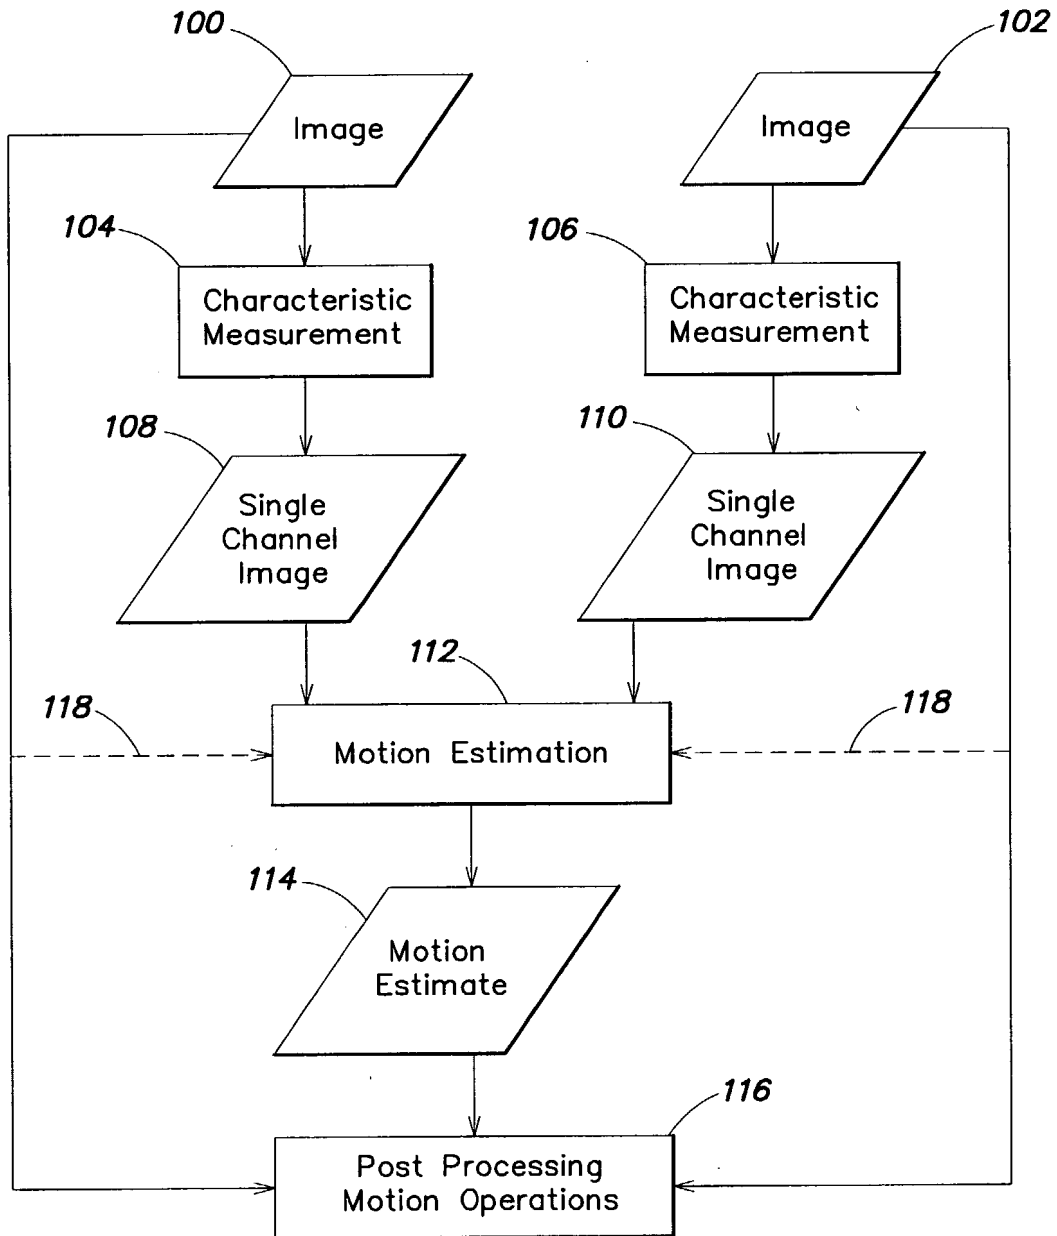 100
102
Image
Image
104
106
Characteristic
Measurement
Characteristic
Measurement
108
110
Single
Channel
Image
Single
Channel
Image
112
118
118
Motion Estimation
114
Motion
Estimate
116
Post Processing
Motion Operations